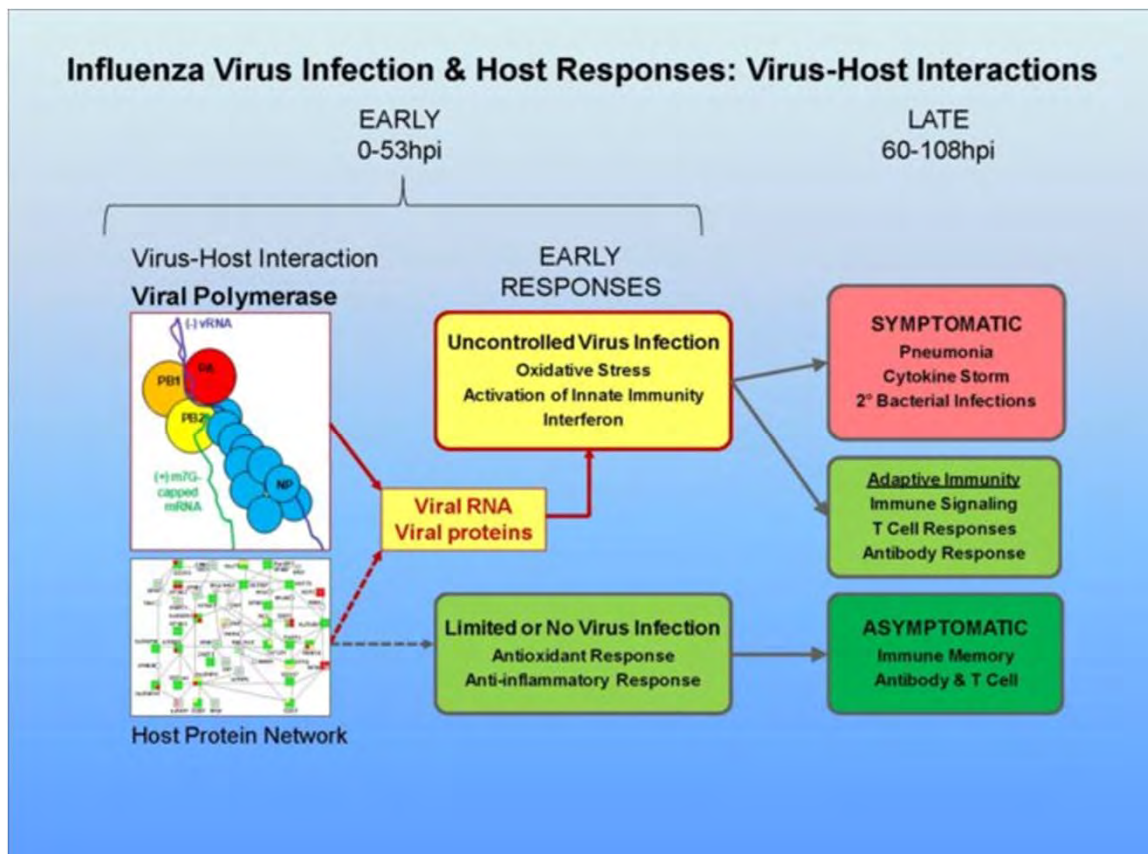 Influenza Virus Infection & Host Responses: Virus-Host Interactions
EARLY
0-53hpi
LATE
60-108hpi
Virus-Host Interaction
Viral Polymerase
(-) vRNA
PB1
PA
PB2
NP
(+) m7G-
capped
mRNA
Host Protein Network
Viral RNA
Viral proteins
EARLY
RESPONSES
Uncontrolled Virus Infection
Oxidative Stress
Activation of Innate Immunity
Interferon
Limited or No Virus Infection
Antioxidant Response
Anti-inflammatory Response
SYMPTOMATIC
Pneumonia
Cytokine Storm
2° Bacterial Infections
Adaptive Immunity
Immune Signaling
T Cell Responses
Antibody Response
ASYMPTOMATIC
Immune Memory
Antibody & T Cell